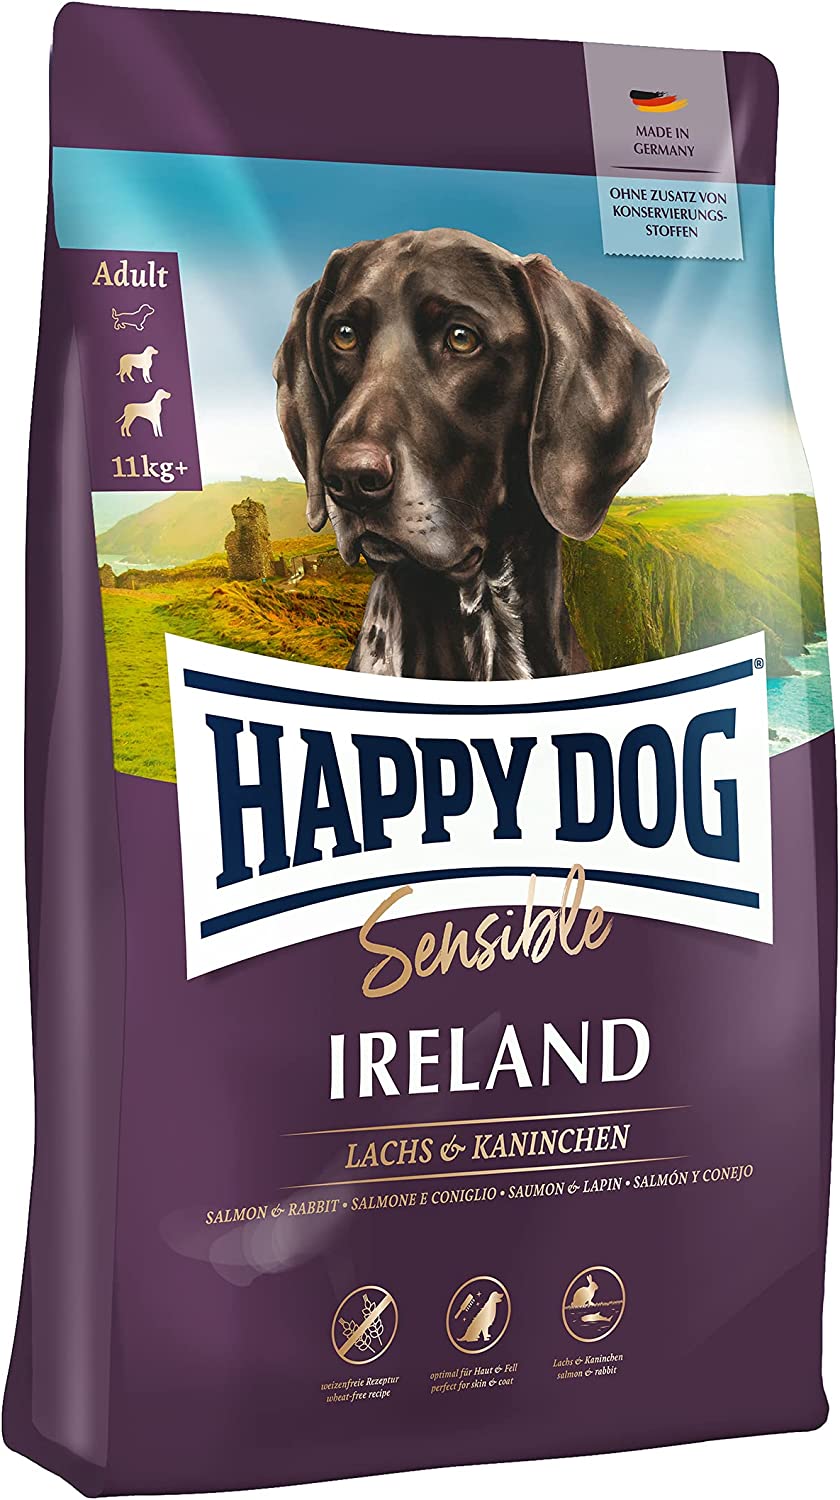 MADE IN
GERMANY
OHNE ZUSATZ VON
KONSERVIERUNGS-
STOFFEN
Adult
11kg+
HAPPY DOG®
Sensible
IRELAND
LACHS & KANINCHEN
SALMON & RABBIT • SALMONE E CONIGLIO • SAUMON & LAPIN • SALMÓN Y CONEJO
weizenfreie Rezeptur
wheat-free recipe
optimal für Haut & Fell
perfect for skin & coat
Lachs & Kaninchen
salmon & rabbit